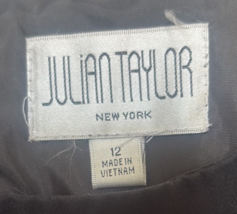 JULIAN TAYLOR
NEW YORK
12
MADE IN
VIETNAM